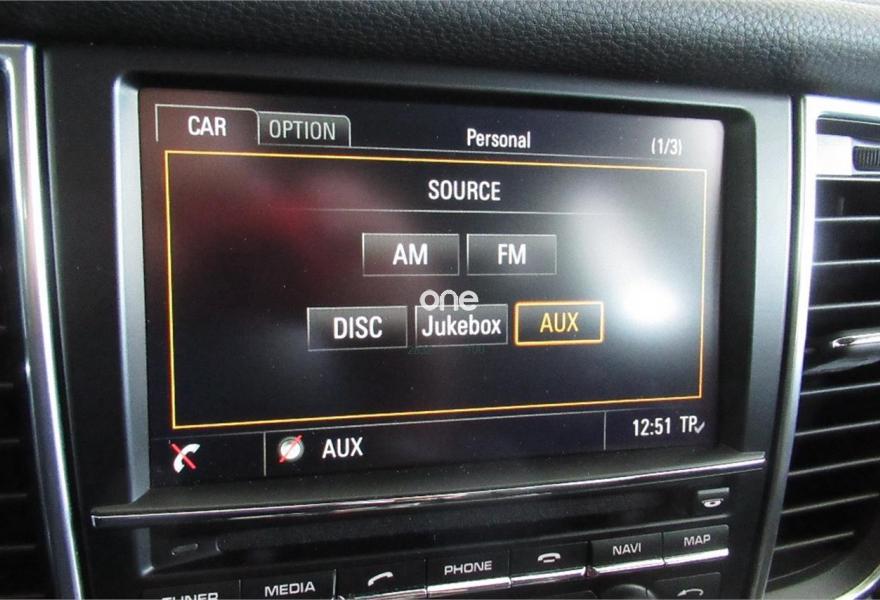 CAR OPTION Personal (1/3)
SOURCE
AM FM
one
DISC Jukebox AUX
AUX 12:51 TP
NAVI MAP
TUNER MEDIA PHONE